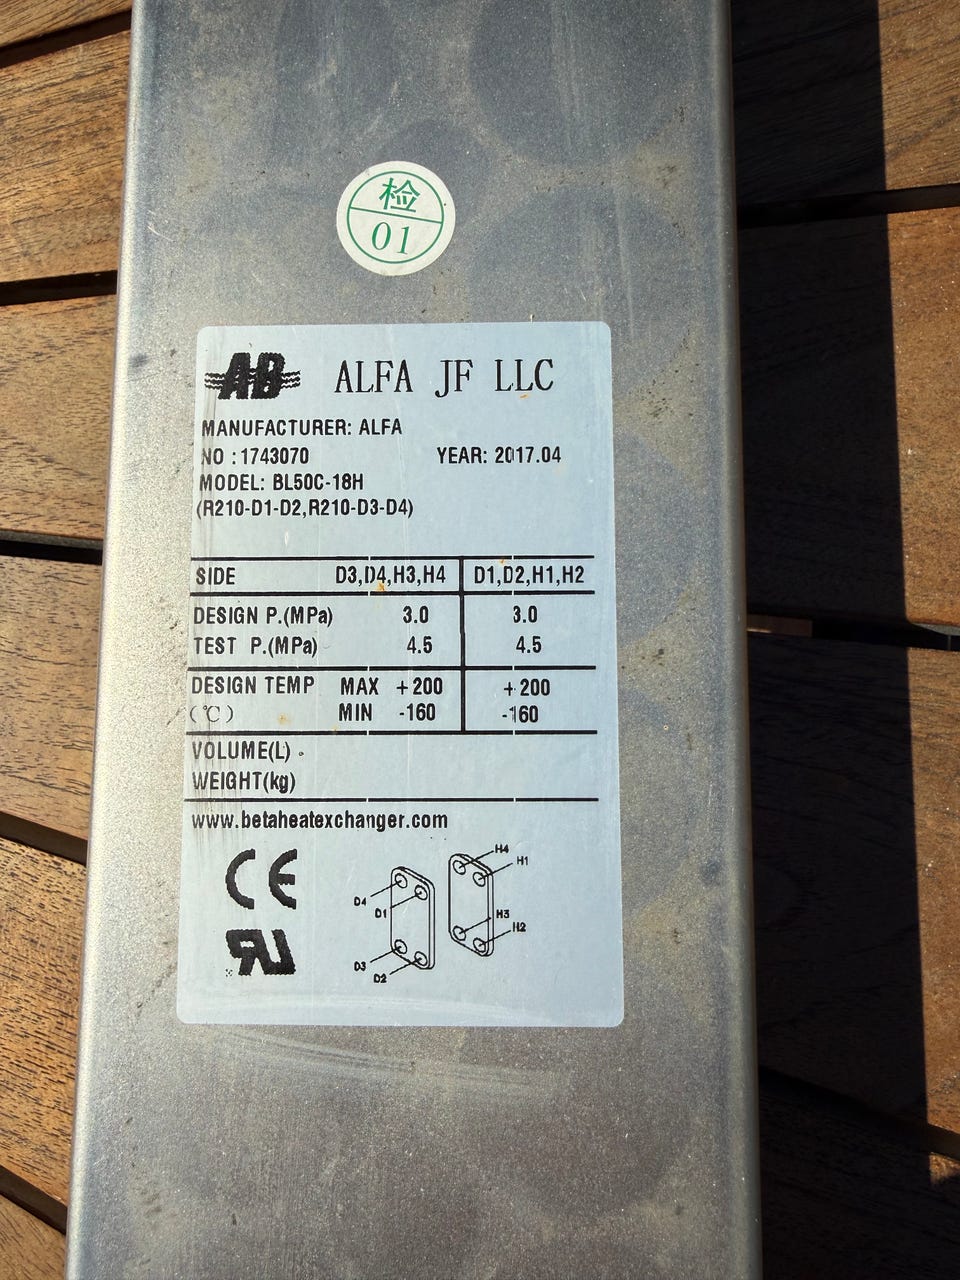 检
01
AB ALFA JF LLC
MANUFACTURER: ALFA
NO : 1743070 YEAR: 2017.04
MODEL: BL50C-18H
(R210-D1-D2,R210-D3-D4)
SIDE D3,D4,H3,H4 D1,D2,H1,H2
DESIGN P.(MPa) 3.0 3.0
TEST P.(MPa) 4.5 4.5
DESIGN TEMP MAX +200 +200
(℃) MIN -160 -160
VOLUME(L)
WEIGHT(kg)
www.betaheatexchanger.com
CE
H4
H1
D4
D1
H3
H2
D3
D2